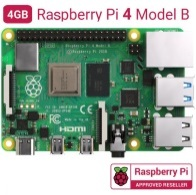 4GB Raspberry Pi 4 Model B
HDMI
Raspberry Pi
APPROVED RESELLER